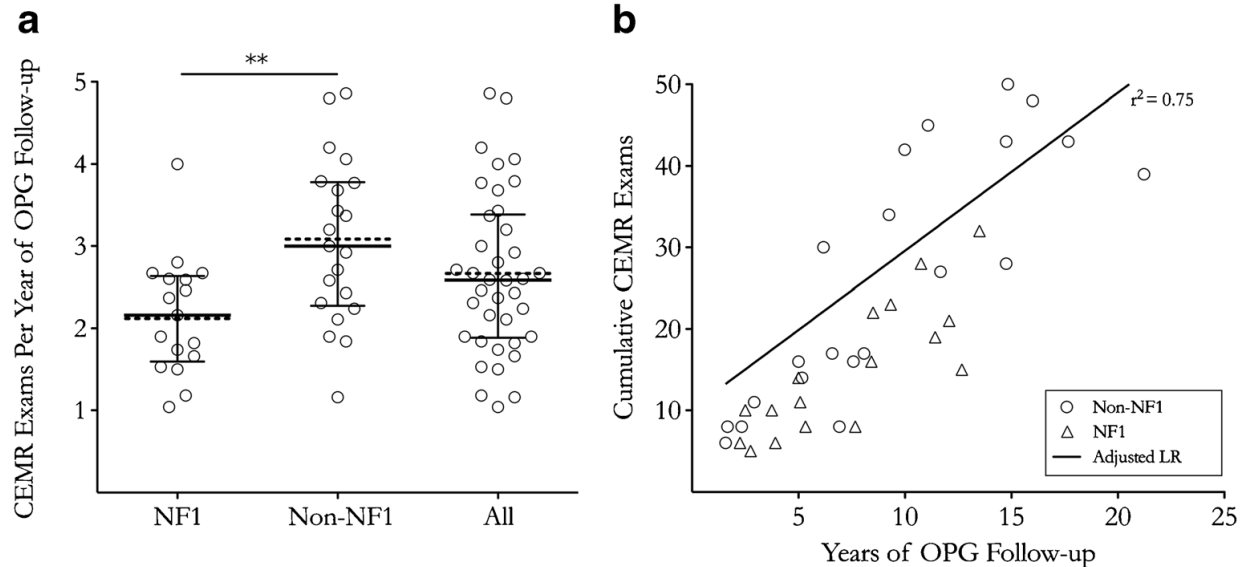 a
CEMR Exams Per Year of OPG Follow-up
**
5
4
3
2
1
NF1 Non-NF1 All
b
Cumulative CEMR Exams
50
40
30
20
10
r² = 0.75
Non-NF1
NF1
Adjusted LR
5 10 15 20 25
Years of OPG Follow-up